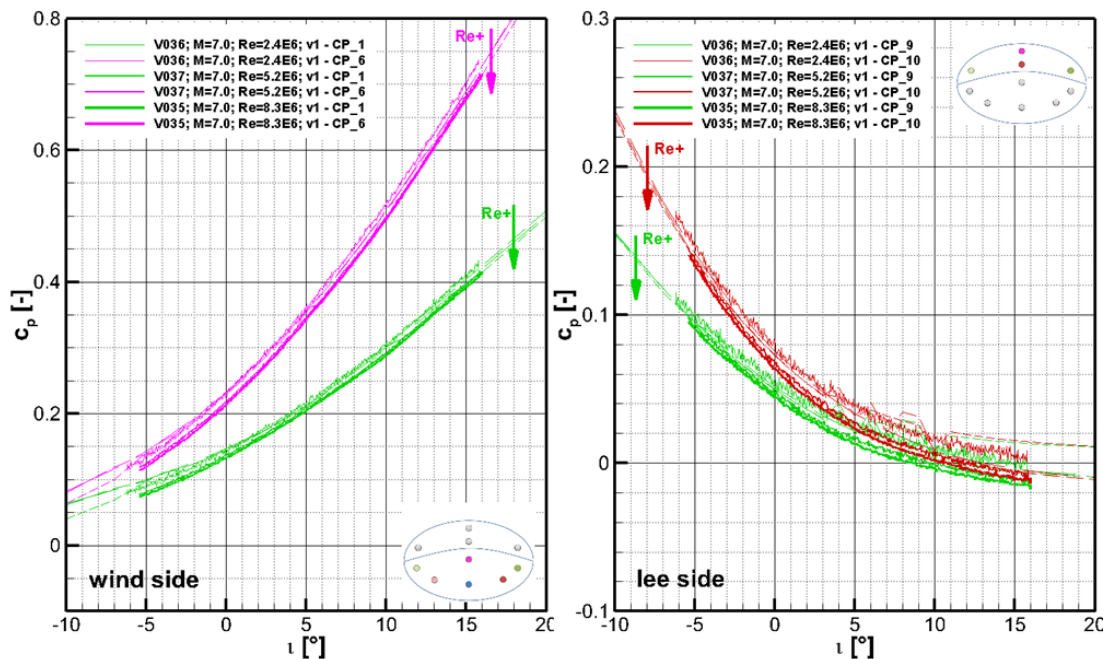 V036; M=7.0; Re=2.4E6; v1 - CP_1
V036; M=7.0; Re=2.4E6; v1 - CP_6
V037; M=7.0; Re=5.2E6; v1 - CP_1
V037; M=7.0; Re=5.2E6; v1 - CP_6
V035; M=7.0; Re=8.3E6; v1 - CP_1
V035; M=7.0; Re=8.3E6; v1 - CP_6
Re+
Re+
0.8
0.6
0.4
0.2
0
cp [-]
wind side
-10
-5
0
5
10
15
20
ι [°]
V036; M=7.0; Re=2.4E6; v1 - CP_9
V036; M=7.0; Re=2.4E6; v1 - CP_10
V037; M=7.0; Re=5.2E6; v1 - CP_9
V037; M=7.0; Re=5.2E6; v1 - CP_10
V035; M=7.0; Re=8.3E6; v1 - CP_9
V035; M=7.0; Re=8.3E6; v1 - CP_10
Re+
Re+
0.3
0.2
0.1
0
-0.1
cp [-]
lee side
-10
-5
0
5
10
15
20
ι [°]